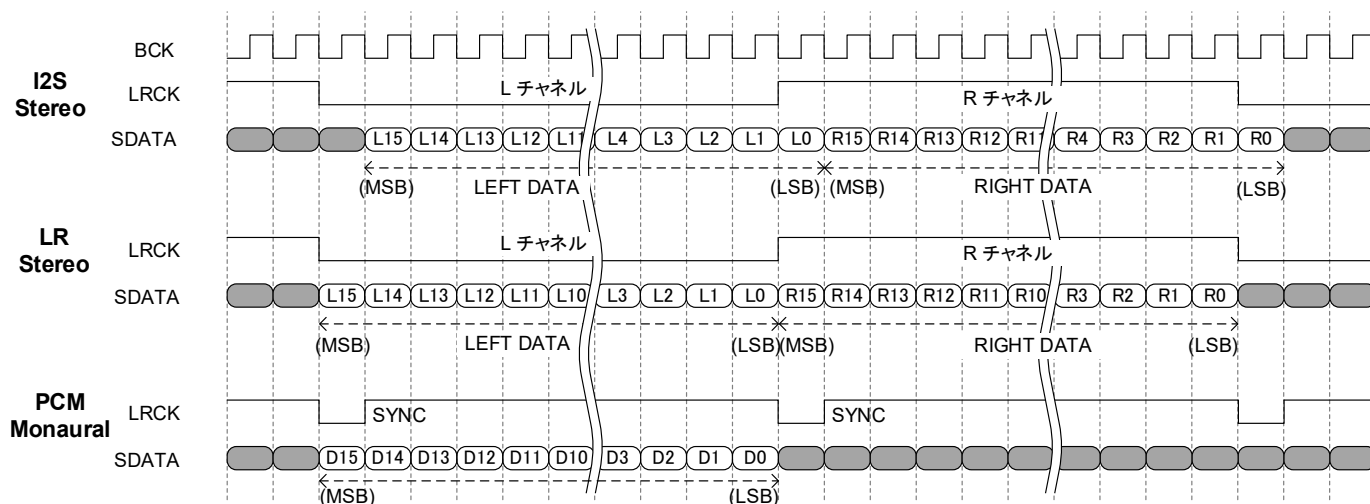 BCK
I2S
Stereo
LRCK
L チャネル
R チャネル
SDATA
L15 L14 L13 L12 L11 L4 L3 L2 L1 L0 R15 R14 R13 R12 R11 R4 R3 R2 R1 R0
(MSB) LEFT DATA (LSB) (MSB) RIGHT DATA (LSB)
LR
Stereo
LRCK
L チャネル
R チャネル
SDATA
L15 L14 L13 L12 L11 L10 L3 L2 L1 L0 R15 R14 R13 R12 R11 R10 R3 R2 R1 R0
(MSB) LEFT DATA (LSB) (MSB) RIGHT DATA (LSB)
PCM
Monaural
LRCK
SYNC
SYNC
SDATA
D15 D14 D13 D12 D11 D10 D3 D2 D1 D0
(MSB) (LSB)